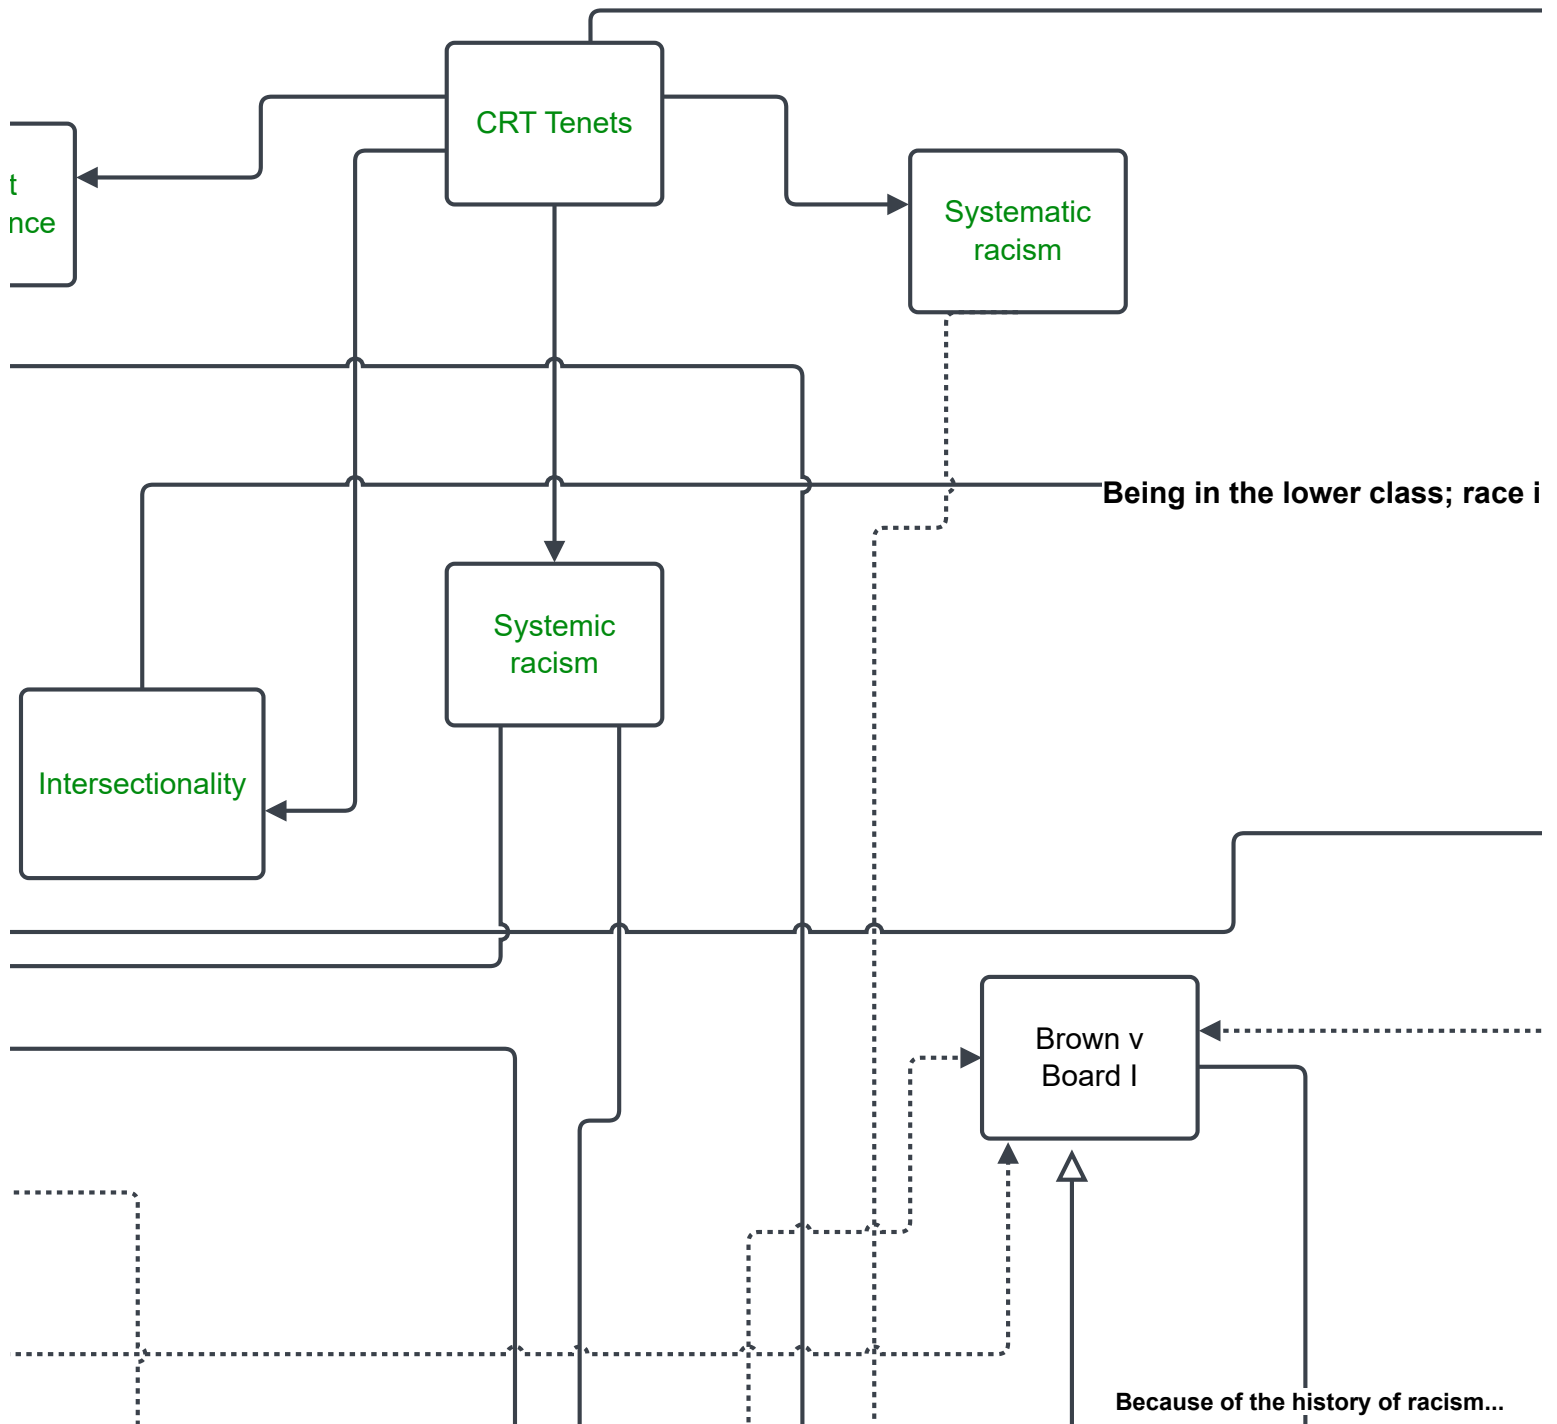 CRT Tenets
t
nce
Systematic
racism
Being in the lower class; race i
Systemic
racism
Intersectionality
Brown v
Board I
Because of the history of racism...